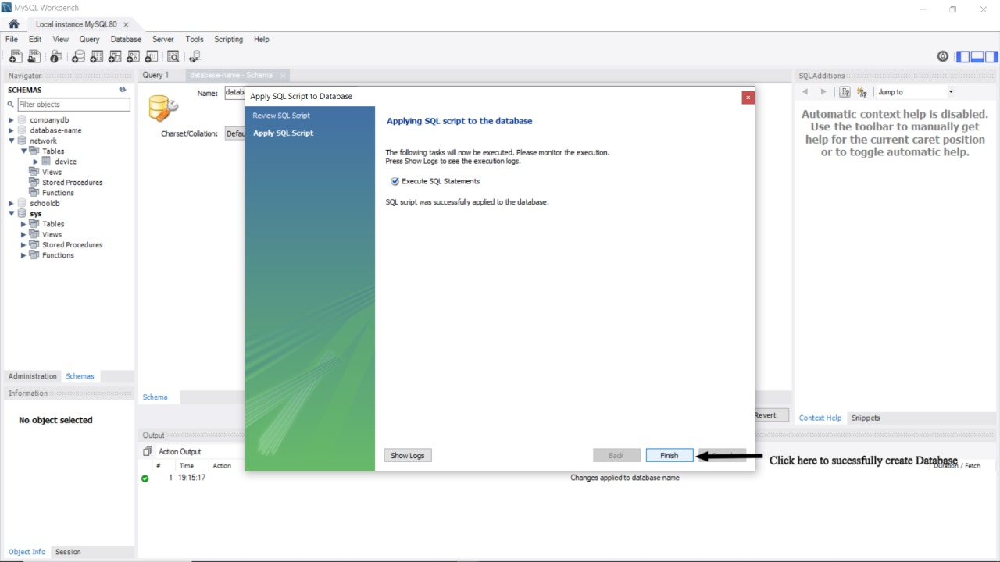 MySQL Workbench
Local instance MySQL80
File Edit View Query Database Server Tools Scripting Help
Navigator
SCHEMAS
Filter objects
companydb
database-name
network
Tables
device
Views
Stored Procedures
Functions
schooldb
sys
Tables
Views
Stored Procedures
Functions
Administration Schemas
Information
No object selected
Object Info Session
Query 1 database-name - Schema
Name:
Charset/Collation:
Schema
Revert
Apply SQL Script to Database
Review SQL Script
Apply SQL Script
Applying SQL script to the database
The following tasks will now be executed. Please monitor the execution.
Press Show Logs to see the execution logs.
Execute SQL Statements
SQL script was successfully applied to the database.
Show Logs Back Finish
Click here to sucessfully create Database
Output
Action Output
# Time Action Duration / Fetch
1 19:15:17 Changes applied to database-name
SQLAdditions
Jump to
Automatic context help is disabled.
Use the toolbar to manually get
help for the current caret position
or to toggle automatic help.
Context Help Snippets